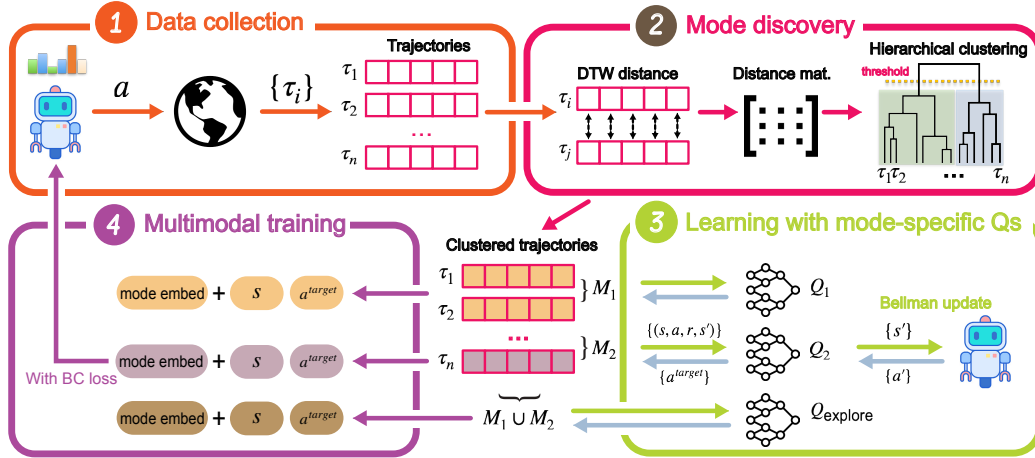 1 Data collection
a
{τi}
Trajectories
τ1
τ2
...
τn
2 Mode discovery
DTW distance
τi
τj
Distance mat.
Hierarchical clustering
threshold
τ1τ2 ... τn
4 Multimodal training
mode embed + s a^target
mode embed + s a^target
mode embed + s a^target
With BC loss
Clustered trajectories
τ1
τ2
} M1
...
τn
} M2
M1 ∪ M2
3 Learning with mode-specific Qs
Q1
{(s, a, r, s′)}
{a^target}
Q2
Qexplore
Bellman update
{s′}
{a′}